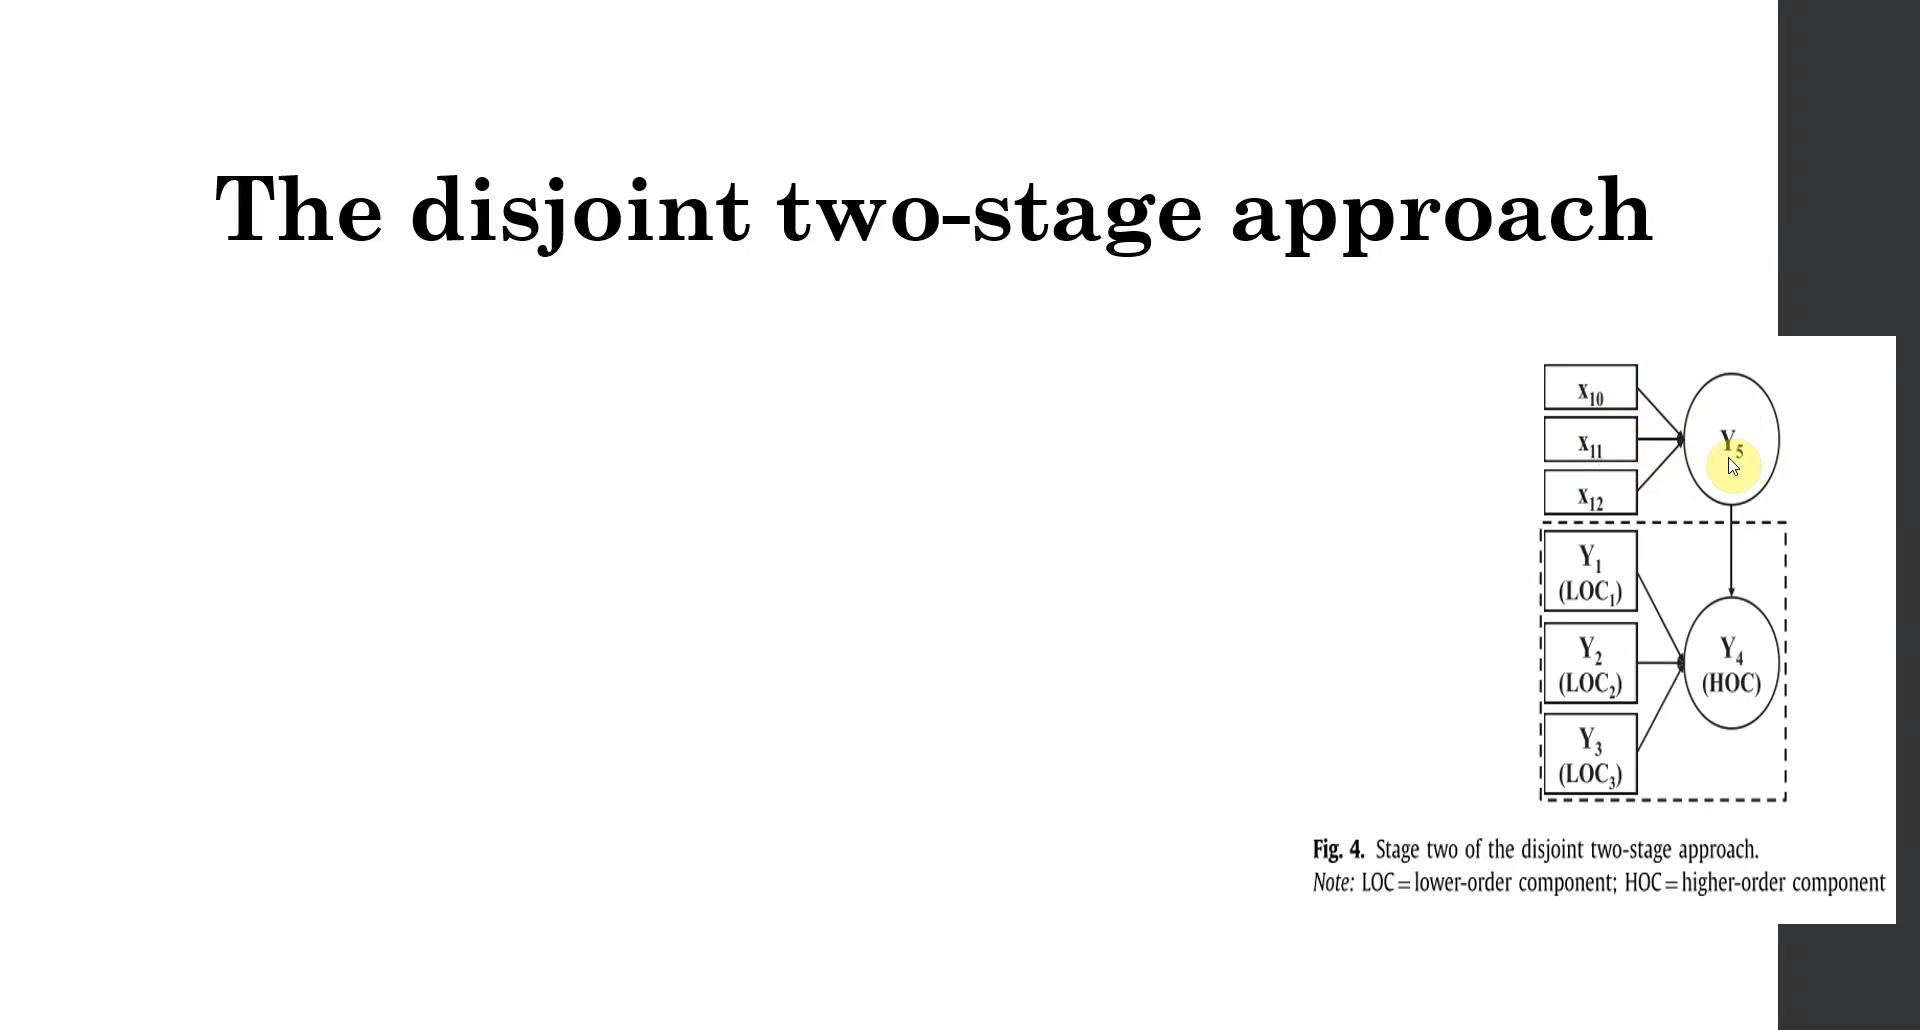 The disjoint two-stage approach
x10
x11
x12
Y5
Y1
(LOC1)
Y2
(LOC2)
Y3
(LOC3)
Y4
(HOC)
Fig. 4. Stage two of the disjoint two-stage approach.
Note: LOC = lower-order component; HOC = higher-order component